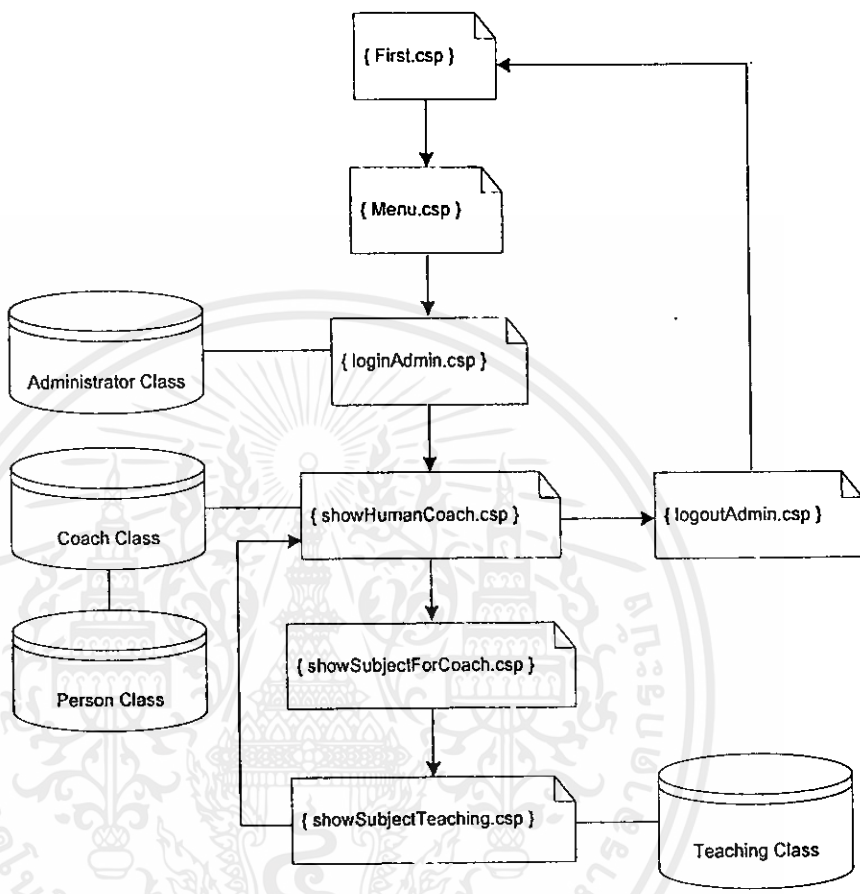 { First.csp }
{ Menu.csp }
{ loginAdmin.csp }
Administrator Class
{ showHumanCoach.csp }
{ logoutAdmin.csp }
Coach Class
{ showSubjectForCoach.csp }
Person Class
{ showSubjectTeaching.csp }
Teaching Class